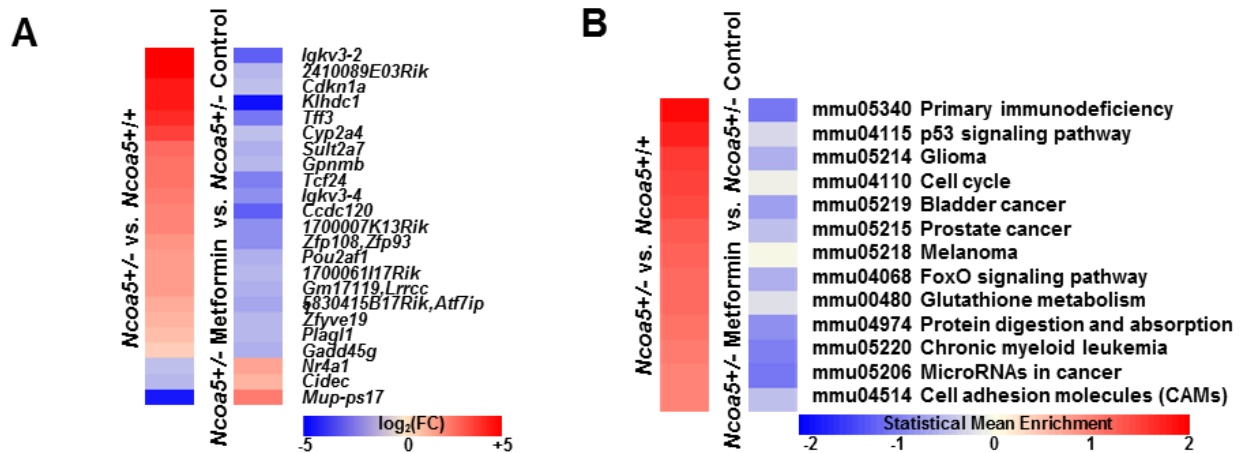 A
Ncoa5+/- vs. Ncoa5+/+
Ncoa5+/- Metformin vs. Ncoa5+/- Control
Igkv3-2
2410089E03Rik
Cdkn1a
Klhdc1
Tff3
Cyp2a4
Sult2a7
Gpnmb
Tcf24
Igkv3-4
Ccdc120
1700007K13Rik
Zfp108,Zfp93
Pou2af1
1700061I17Rik
Gm17119,Lrrcc
5830415B17Rik,Atf7ip
Zfyve19
Plagl1
Gadd45g
Nr4a1
Cidec
Mup-ps17
log2(FC)
-5 0 +5
B
Ncoa5+/- vs. Ncoa5+/+
Ncoa5+/- Metformin vs. Ncoa5+/- Control
mmu05340 Primary immunodeficiency
mmu04115 p53 signaling pathway
mmu05214 Glioma
mmu04110 Cell cycle
mmu05219 Bladder cancer
mmu05215 Prostate cancer
mmu05218 Melanoma
mmu04068 FoxO signaling pathway
mmu00480 Glutathione metabolism
mmu04974 Protein digestion and absorption
mmu05220 Chronic myeloid leukemia
mmu05206 MicroRNAs in cancer
mmu04514 Cell adhesion molecules (CAMs)
Statistical Mean Enrichment
-2 -1 0 1 2